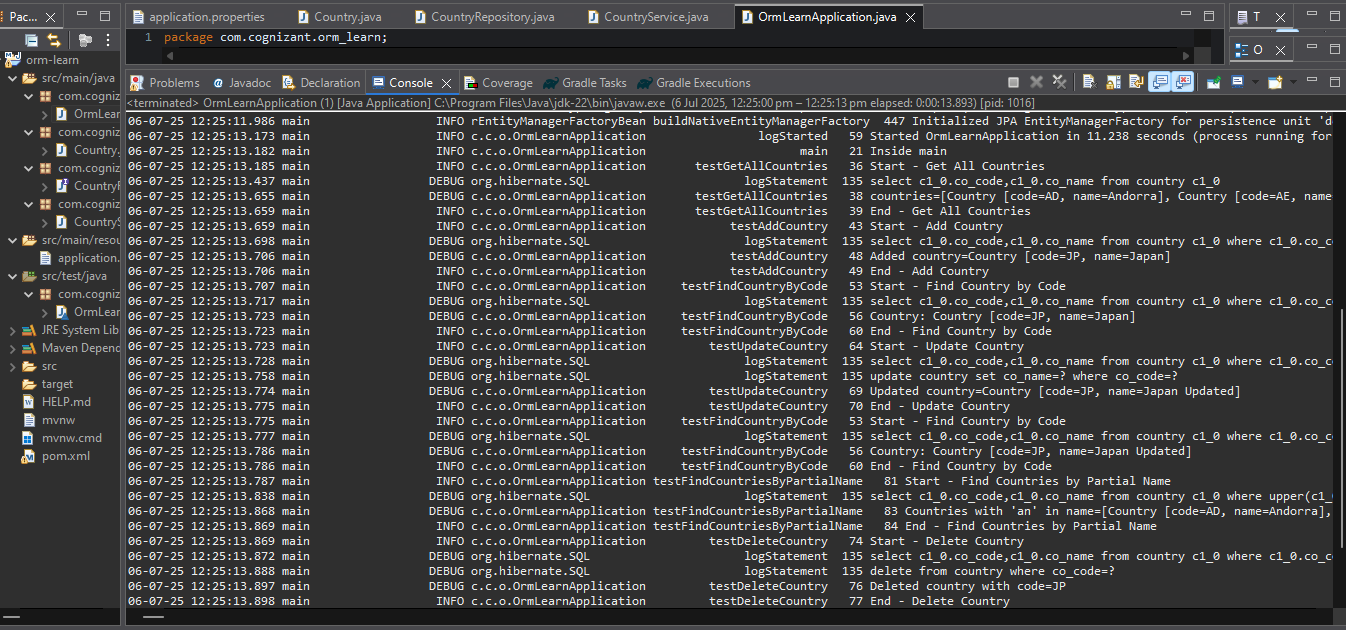 Pac...
application.properties
Country.java
CountryRepository.java
CountryService.java
OrmLearnApplication.java
T
O
1 package com.cognizant.orm_learn;
orm-learn
src/main/java
com.cogniz
OrmLear
com.cogniz
Country.
com.cogniz
CountryF
com.cogniz
CountryS
src/main/resou
application.
src/test/java
com.cogniz
OrmLear
JRE System Lib
Maven Depend
src
target
HELP.md
mvnw
mvnw.cmd
pom.xml
Problems
Javadoc
Declaration
Console
Coverage
Gradle Tasks
Gradle Executions
<terminated> OrmLearnApplication (1) [Java Application] C:\Program Files\Java\jdk-22\bin\javaw.exe (6 Jul 2025, 12:25:00 pm – 12:25:13 pm elapsed: 0:00:13.893) [pid: 1016]
06-07-25 12:25:11.986 main INFO rEntityManagerFactoryBean buildNativeEntityManagerFactory 447 Initialized JPA EntityManagerFactory for persistence unit 'd
06-07-25 12:25:13.173 main INFO c.c.o.OrmLearnApplication logStarted 59 Started OrmLearnApplication in 11.238 seconds (process running for
06-07-25 12:25:13.182 main INFO c.c.o.OrmLearnApplication main 21 Inside main
06-07-25 12:25:13.185 main INFO c.c.o.OrmLearnApplication testGetAllCountries 36 Start - Get All Countries
06-07-25 12:25:13.437 main DEBUG org.hibernate.SQL logStatement 135 select c1_0.co_code,c1_0.co_name from country c1_0
06-07-25 12:25:13.655 main DEBUG c.c.o.OrmLearnApplication testGetAllCountries 38 countries=[Country [code=AD, name=Andorra], Country [code=AE, name
06-07-25 12:25:13.659 main INFO c.c.o.OrmLearnApplication testGetAllCountries 39 End - Get All Countries
06-07-25 12:25:13.659 main INFO c.c.o.OrmLearnApplication testAddCountry 43 Start - Add Country
06-07-25 12:25:13.698 main DEBUG org.hibernate.SQL logStatement 135 select c1_0.co_code,c1_0.co_name from country c1_0 where c1_0.co_c
06-07-25 12:25:13.706 main DEBUG c.c.o.OrmLearnApplication testAddCountry 48 Added country=Country [code=JP, name=Japan]
06-07-25 12:25:13.706 main INFO c.c.o.OrmLearnApplication testAddCountry 49 End - Add Country
06-07-25 12:25:13.707 main INFO c.c.o.OrmLearnApplication testFindCountryByCode 53 Start - Find Country by Code
06-07-25 12:25:13.717 main DEBUG org.hibernate.SQL logStatement 135 select c1_0.co_code,c1_0.co_name from country c1_0 where c1_0.co_c
06-07-25 12:25:13.723 main DEBUG c.c.o.OrmLearnApplication testFindCountryByCode 56 Country: Country [code=JP, name=Japan]
06-07-25 12:25:13.723 main INFO c.c.o.OrmLearnApplication testFindCountryByCode 60 End - Find Country by Code
06-07-25 12:25:13.723 main INFO c.c.o.OrmLearnApplication testUpdateCountry 64 Start - Update Country
06-07-25 12:25:13.728 main DEBUG org.hibernate.SQL logStatement 135 select c1_0.co_code,c1_0.co_name from country c1_0 where c1_0.co_c
06-07-25 12:25:13.758 main DEBUG org.hibernate.SQL logStatement 135 update country set co_name=? where co_code=?
06-07-25 12:25:13.774 main DEBUG c.c.o.OrmLearnApplication testUpdateCountry 69 Updated country=Country [code=JP, name=Japan Updated]
06-07-25 12:25:13.775 main INFO c.c.o.OrmLearnApplication testUpdateCountry 70 End - Update Country
06-07-25 12:25:13.775 main INFO c.c.o.OrmLearnApplication testFindCountryByCode 53 Start - Find Country by Code
06-07-25 12:25:13.777 main DEBUG org.hibernate.SQL logStatement 135 select c1_0.co_code,c1_0.co_name from country c1_0 where c1_0.co_c
06-07-25 12:25:13.786 main DEBUG c.c.o.OrmLearnApplication testFindCountryByCode 56 Country: Country [code=JP, name=Japan Updated]
06-07-25 12:25:13.786 main INFO c.c.o.OrmLearnApplication testFindCountryByCode 60 End - Find Country by Code
06-07-25 12:25:13.787 main INFO c.c.o.OrmLearnApplication testFindCountriesByPartialName 81 Start - Find Countries by Partial Name
06-07-25 12:25:13.838 main DEBUG org.hibernate.SQL logStatement 135 select c1_0.co_code,c1_0.co_name from country c1_0 where upper(c1_
06-07-25 12:25:13.868 main DEBUG c.c.o.OrmLearnApplication testFindCountriesByPartialName 83 Countries with 'an' in name=[Country [code=AD, name=Andorra],
06-07-25 12:25:13.869 main INFO c.c.o.OrmLearnApplication testFindCountriesByPartialName 84 End - Find Countries by Partial Name
06-07-25 12:25:13.869 main INFO c.c.o.OrmLearnApplication testDeleteCountry 74 Start - Delete Country
06-07-25 12:25:13.872 main DEBUG org.hibernate.SQL logStatement 135 select c1_0.co_code,c1_0.co_name from country c1_0 where c1_0.co_c
06-07-25 12:25:13.888 main DEBUG org.hibernate.SQL logStatement 135 delete from country where co_code=?
06-07-25 12:25:13.897 main DEBUG c.c.o.OrmLearnApplication testDeleteCountry 76 Deleted country with code=JP
06-07-25 12:25:13.898 main INFO c.c.o.OrmLearnApplication testDeleteCountry 77 End - Delete Country